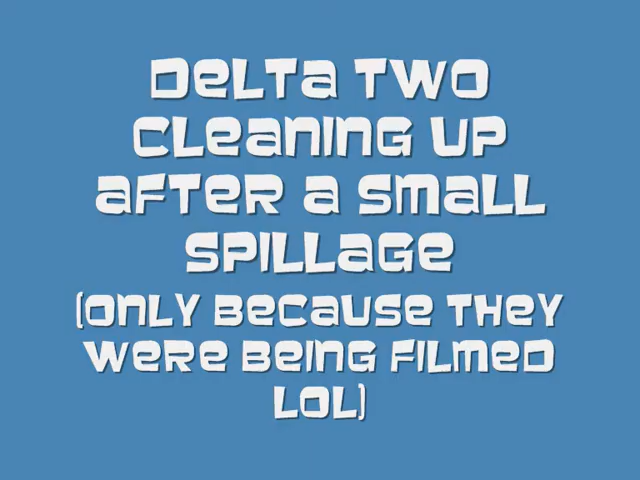 Delta Two
Cleaning up
after a small
spillage
(only because they
were being filmed
lol)